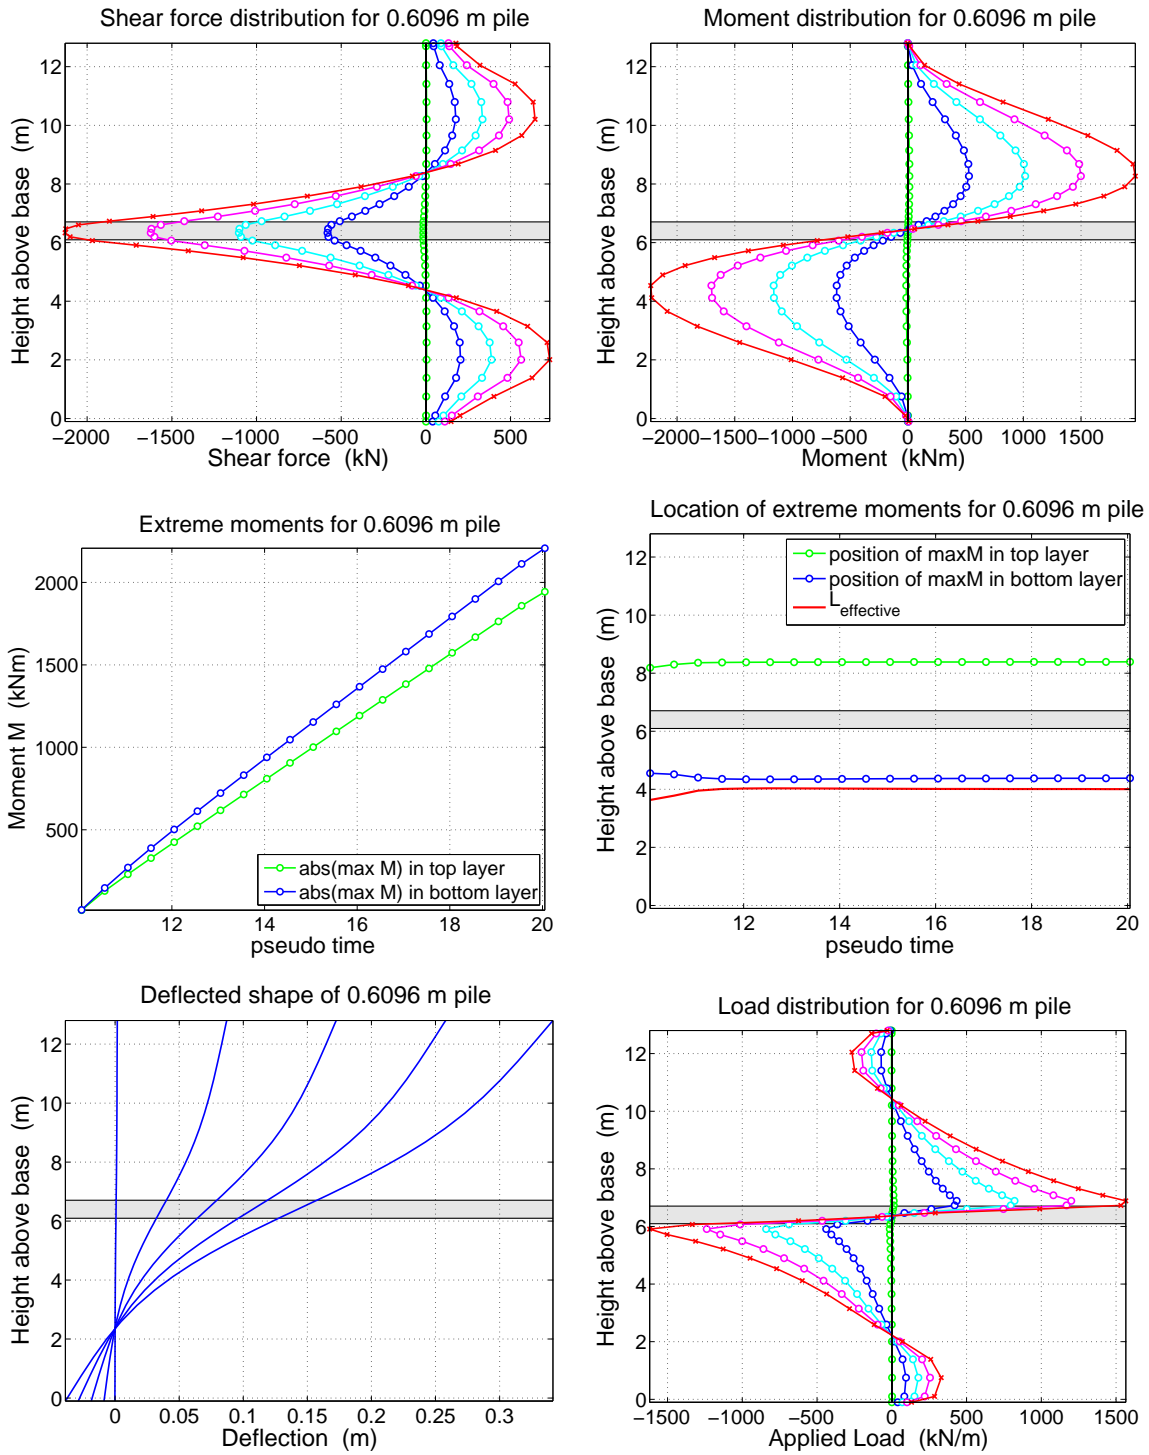 Shear force distribution for 0.6096 m pile
Height above base (m)
12
10
8
6
4
2
0
−2000 −1500 −1000 −500 0 500
Shear force (kN)
Moment distribution for 0.6096 m pile
Height above base (m)
12
10
8
6
4
2
0
−2000 −1500 −1000 −500 0 500 1000 1500
Moment (kNm)
Extreme moments for 0.6096 m pile
Moment M (kNm)
2000
1500
1000
500
abs(max M) in top layer
abs(max M) in bottom layer
12 14 16 18 20
pseudo time
Location of extreme moments for 0.6096 m pile
Height above base (m)
12
10
8
6
4
2
0
position of maxM in top layer
position of maxM in bottom layer
L effective
12 14 16 18 20
pseudo time
Deflected shape of 0.6096 m pile
Height above base (m)
12
10
8
6
4
2
0
0 0.05 0.1 0.15 0.2 0.25 0.3
Deflection (m)
Load distribution for 0.6096 m pile
Height above base (m)
12
10
8
6
4
2
0
−1500 −1000 −500 0 500 1000 1500
Applied Load (kN/m)